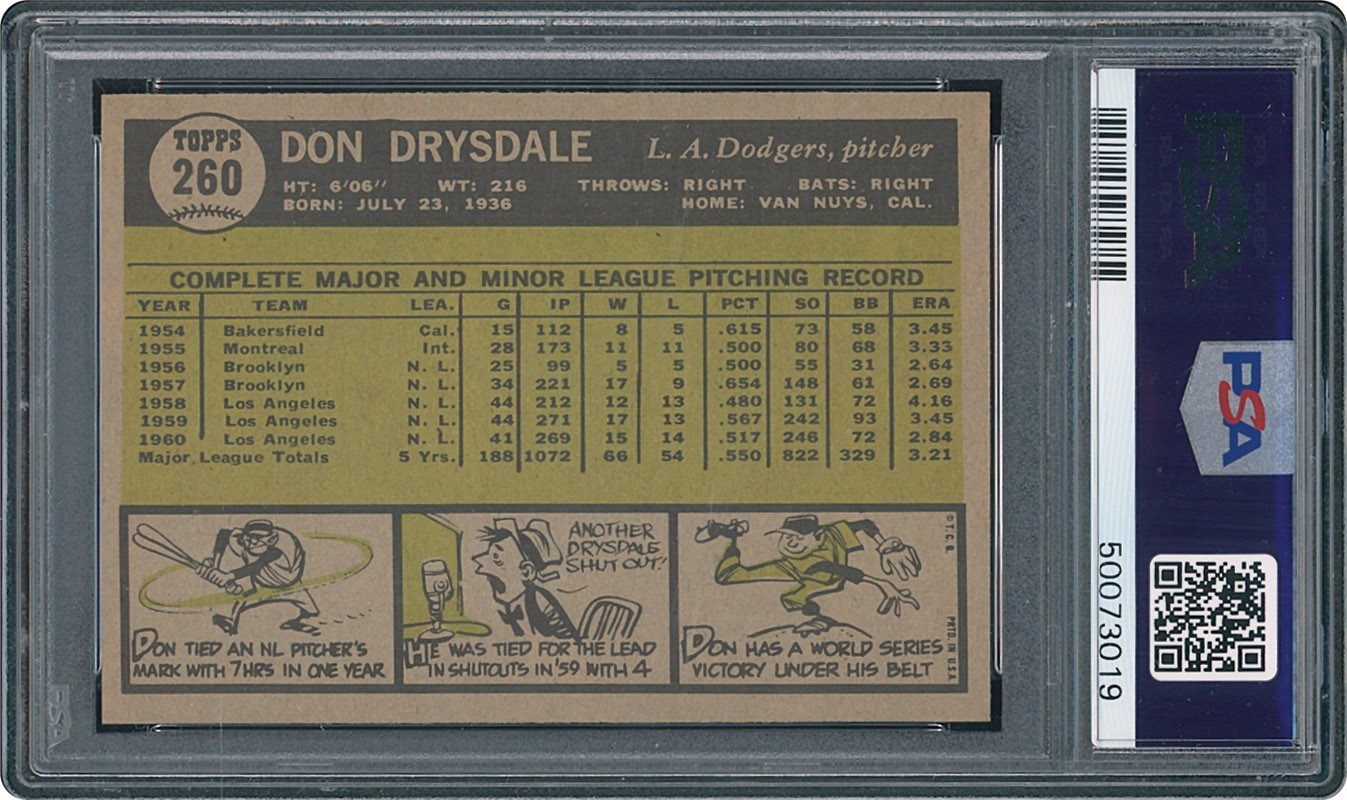 TOPPS
260
DON DRYSDALE
L. A. Dodgers, pitcher
HT: 6'06" WT: 216 THROWS: RIGHT BATS: RIGHT
BORN: JULY 23, 1936 HOME: VAN NUYS, CAL.
COMPLETE MAJOR AND MINOR LEAGUE PITCHING RECORD
YEAR TEAM LEA. G IP W L PCT SO BB ERA
1954 Bakersfield Cal. 15 112 8 5 .615 73 58 3.45
1955 Montreal Int. 28 173 11 11 .500 80 68 3.33
1956 Brooklyn N. L. 25 99 5 5 .500 55 31 2.64
1957 Brooklyn N. L. 34 221 17 9 .654 148 61 2.69
1958 Los Angeles N. L. 44 212 12 13 .480 131 72 4.16
1959 Los Angeles N. L. 44 271 17 13 .567 242 93 3.45
1960 Los Angeles N. L. 41 269 15 14 .517 246 72 2.84
Major League Totals 5 Yrs. 188 1072 66 54 .550 822 329 3.21
DON TIED AN NL PITCHER'S
MARK WITH 7 HRS IN ONE YEAR
ANOTHER
DRYSDALE
SHUT OUT!
HE WAS TIED FOR THE LEAD
IN SHUTOUTS IN '59 WITH 4
DON HAS A WORLD SERIES
VICTORY UNDER HIS BELT
© T. C. G.
PRTD. IN U.S.A.
PSA
PSA
50073019